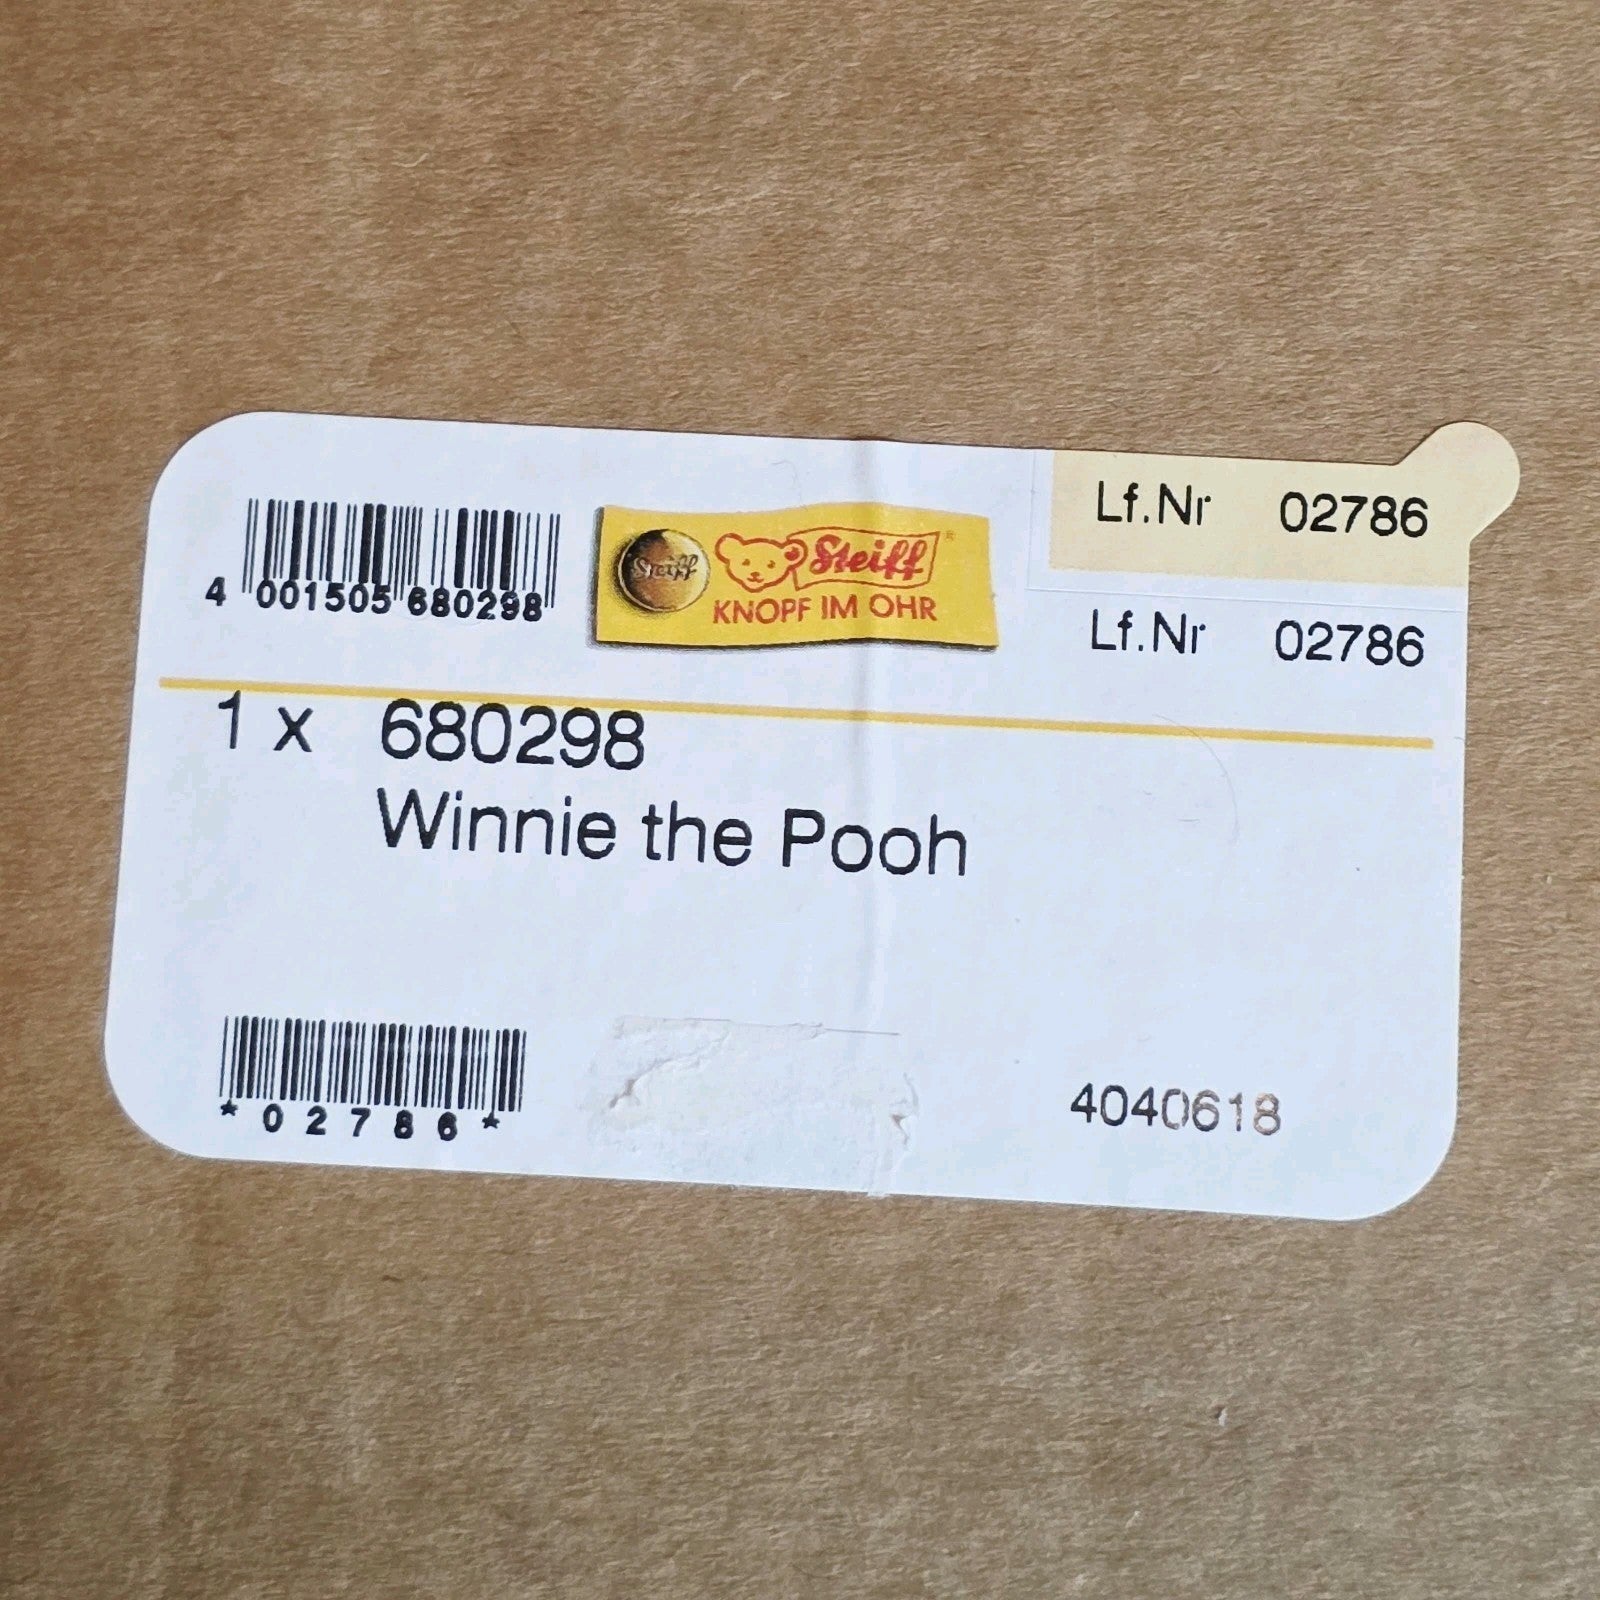 4 001505 680298
Steiff
Steiff
KNOPF IM OHR
Lf.Nr 02786
Lf.Nr 02786
1 x 680298
Winnie the Pooh
*02786*
4040618